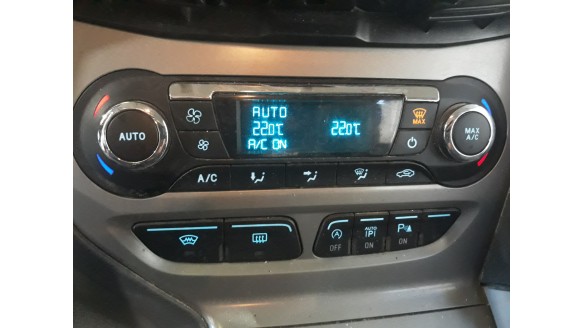 AUTO
22.0°C 22.0°C
A/C ON
MAX
AUTO
MAX
A/C
A/C
A
OFF
AUTO
P
ON
P
ON